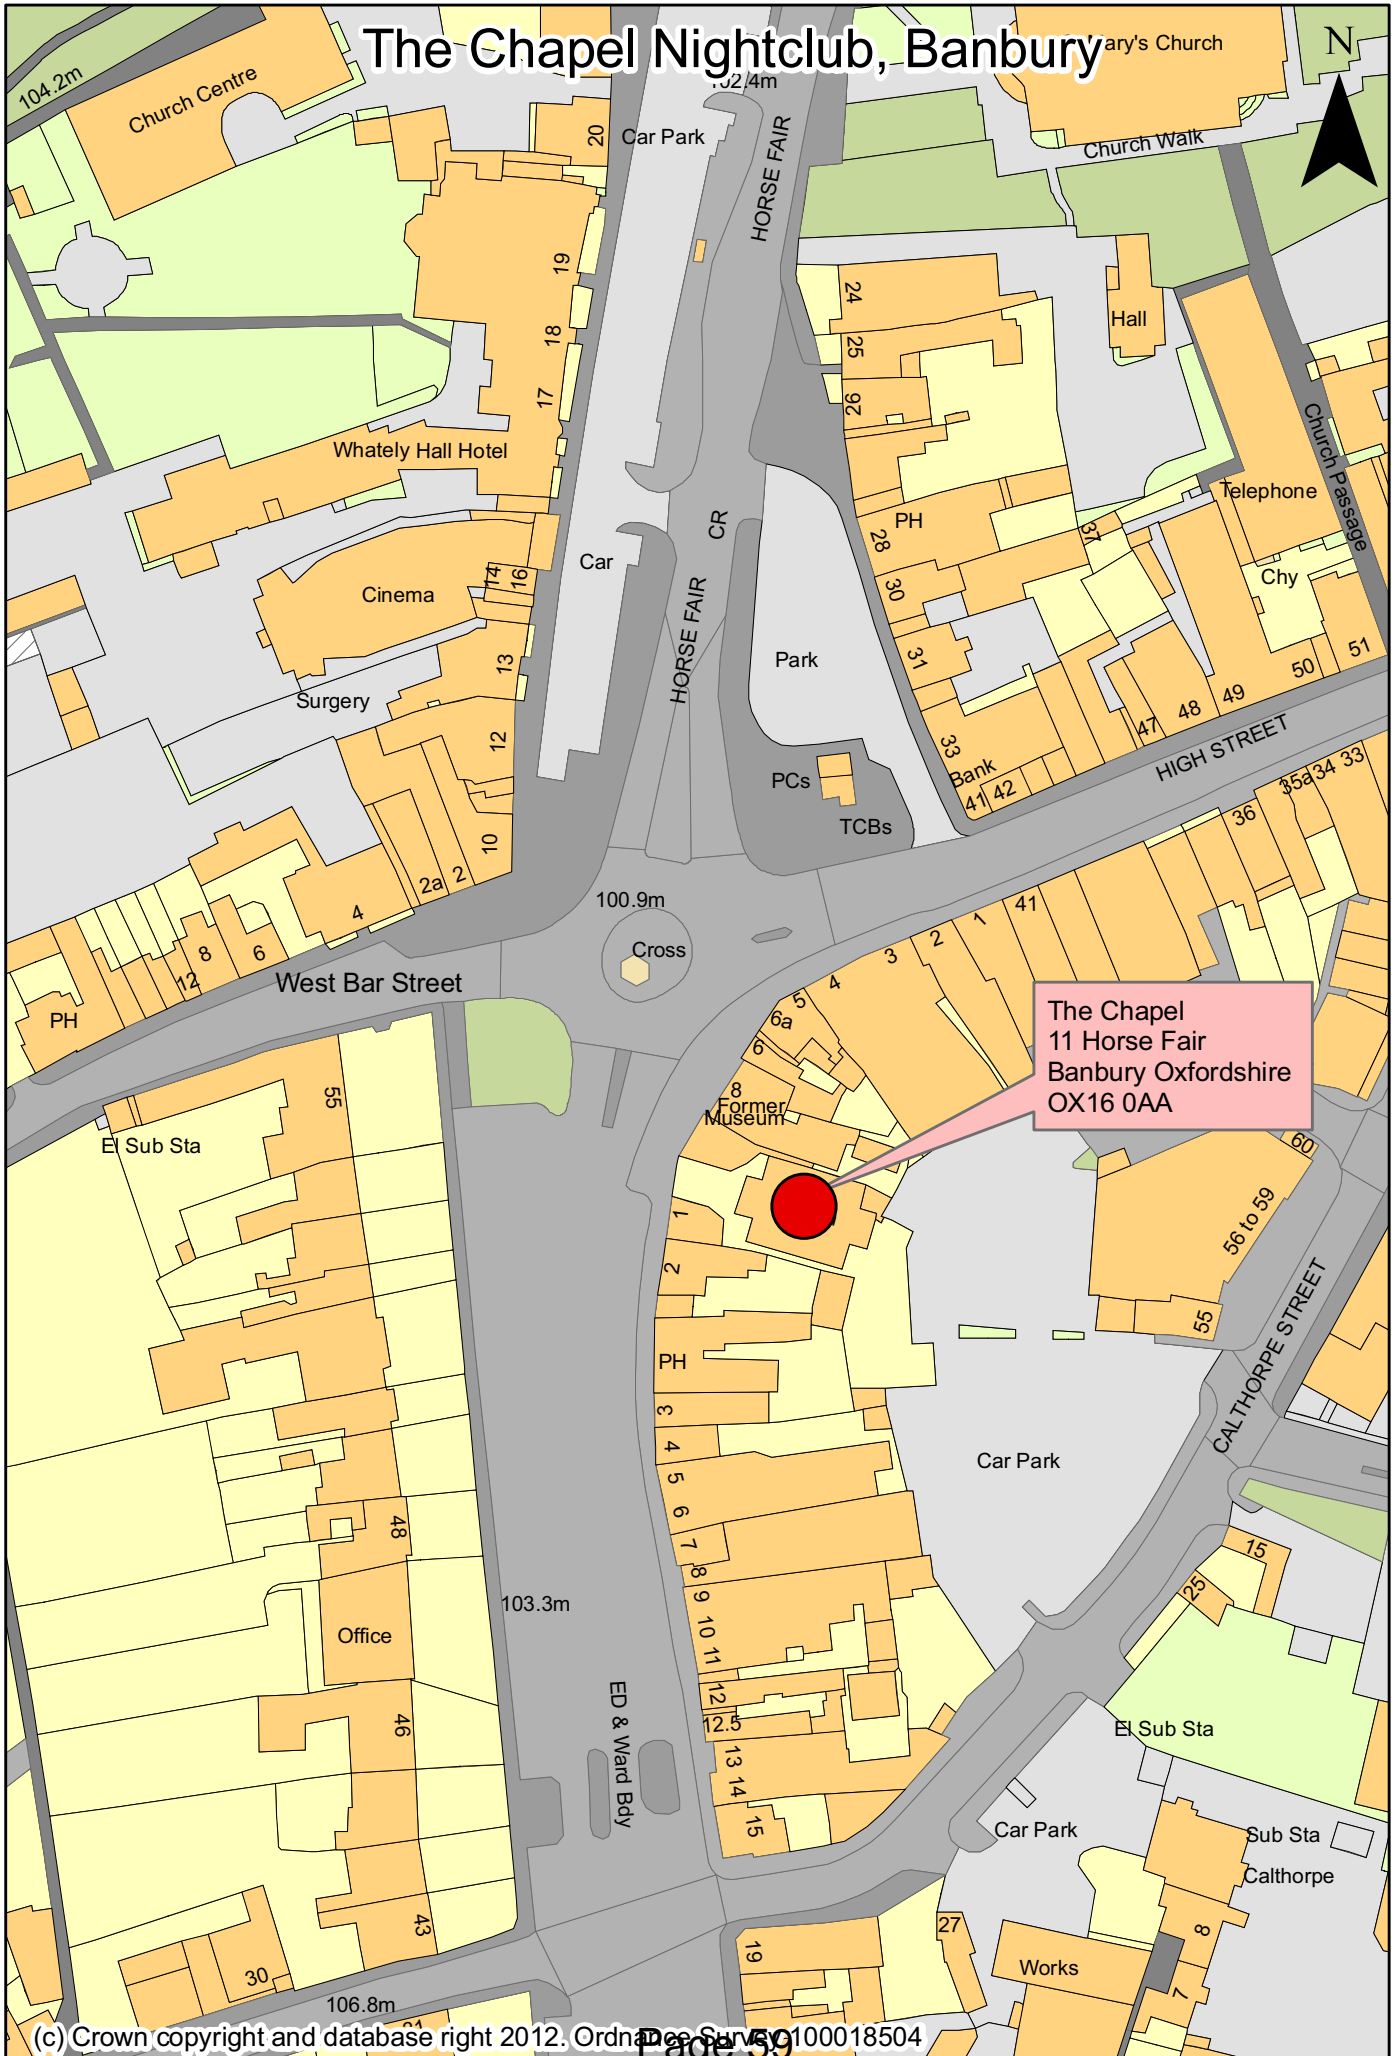 The Chapel Nightclub, Banbury
Mary's Church
N
104.2m
Church Centre
102.4m
20
Car Park
HORSE FAIR
Church Walk
19
24
18
25
Hall
17
26
Church Passage
Whately Hall Hotel
Telephone
PH
CR
28
37
Car
14
16
Cinema
Chy
30
HORSE FAIR
13
31
Park
51
50
Surgery
49
48
47
12
33
HIGH STREET
Bank
PCs
41
42
35a
34
33
TCBs
36
10
2a
2
4
100.9m
41
1
2
3
8
6
12
Cross
West Bar Street
4
5
6a
PH
6
The Chapel
11 Horse Fair
Banbury Oxfordshire
OX16 0AA
55
8
Former
Museum
El Sub Sta
60
1
56 to 59
2
55
CALTHORPE STREET
PH
3
4
Car Park
5
6
48
7
8
15
25
9
103.3m
10
Office
11
12
ED & Ward Bdy
46
12.5
El Sub Sta
13
14
15
Car Park
Sub Sta
Calthorpe
43
27
8
19
30
Works
7
106.8m
(c) Crown copyright and database right 2012. Ordnance Survey 100018504
Page 59